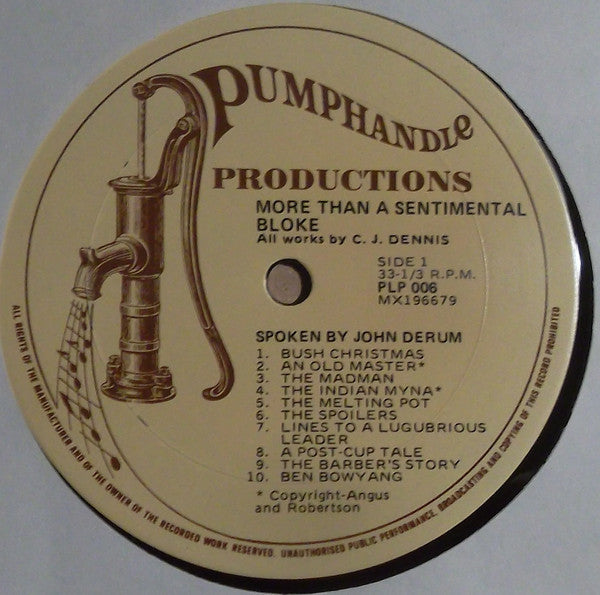 PUMPHANDLE
PRODUCTIONS
MORE THAN A SENTIMENTAL
BLOKE
All works by C. J. DENNIS
SIDE 1
33-1/3 R.P.M.
PLP 006
MX196679
SPOKEN BY JOHN DERUM
1. BUSH CHRISTMAS
2. AN OLD MASTER*
3. THE MADMAN
4. THE INDIAN MYNA*
5. THE MELTING POT
6. THE SPOILERS
7. LINES TO A LUGUBRIOUS
LEADER
8. A POST-CUP TALE
9. THE BARBER'S STORY
10. BEN BOWYANG
* Copyright-Angus
and Robertson
ALL RIGHTS OF THE MANUFACTURER AND OF THE OWNER OF THE RECORDED WORK RESERVED. UNAUTHORISED PUBLIC PERFORMANCE, BROADCASTING AND COPYING OF THIS RECORD PROHIBITED